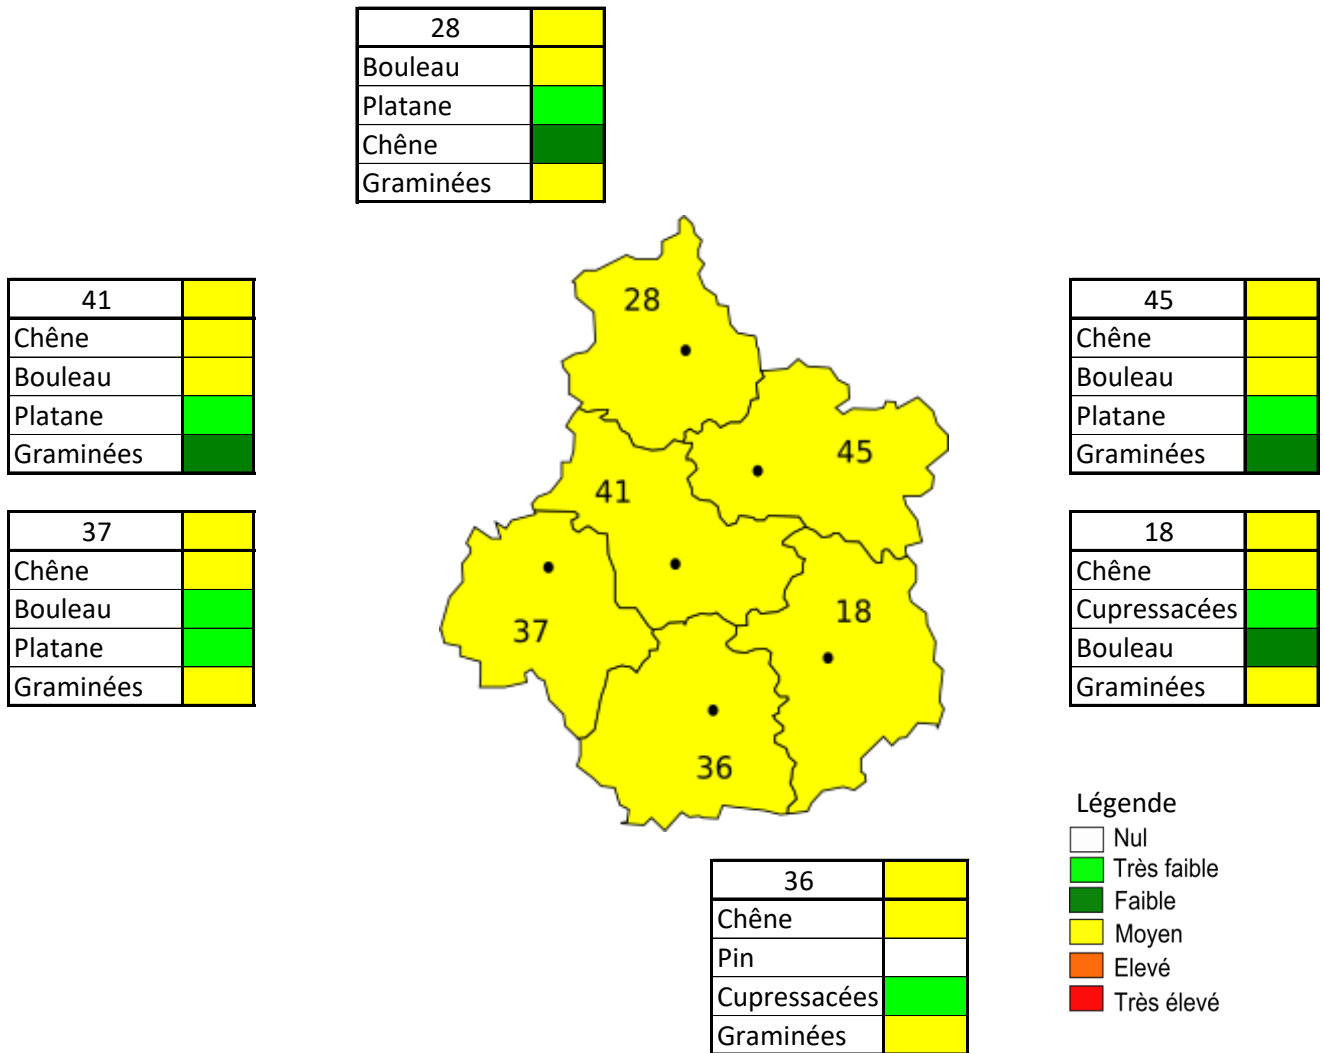 28
Bouleau
Platane
Chêne
Graminées
41
Chêne
Bouleau
Platane
Graminées
37
Chêne
Bouleau
Platane
Graminées
28
45
41
37
18
36
45
Chêne
Bouleau
Platane
Graminées
18
Chêne
Cupressacées
Bouleau
Graminées
36
Chêne
Pin
Cupressacées
Graminées
Légende
Nul
Très faible
Faible
Moyen
Elevé
Très élevé